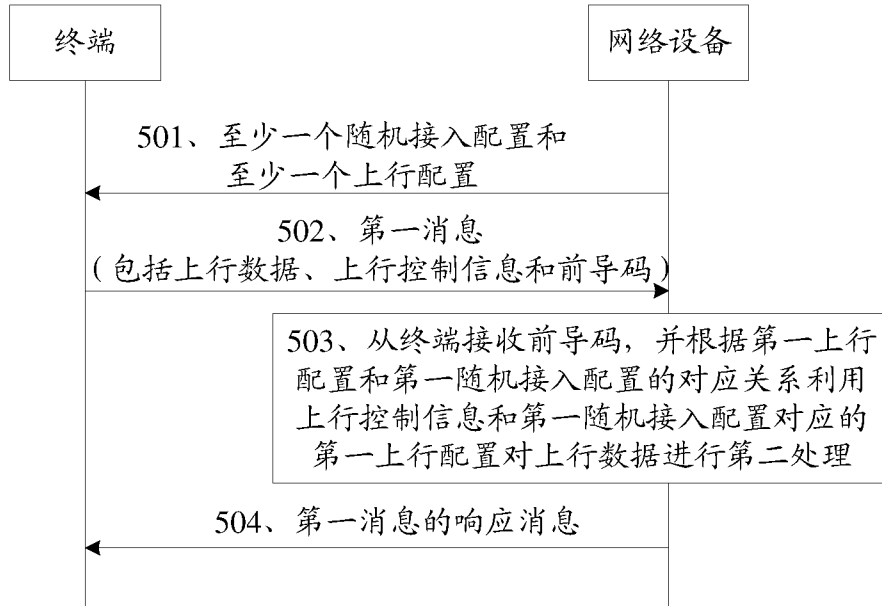 终端
网络设备
501、至少一个随机接入配置和
至少一个上行配置
502、第一消息
(包括上行数据、上行控制信息和前导码)
503、从终端接收前导码，并根据第一上行
配置和第一随机接入配置的对应关系利用
上行控制信息和第一随机接入配置对应的
第一上行配置对上行数据进行第二处理
504、第一消息的响应消息